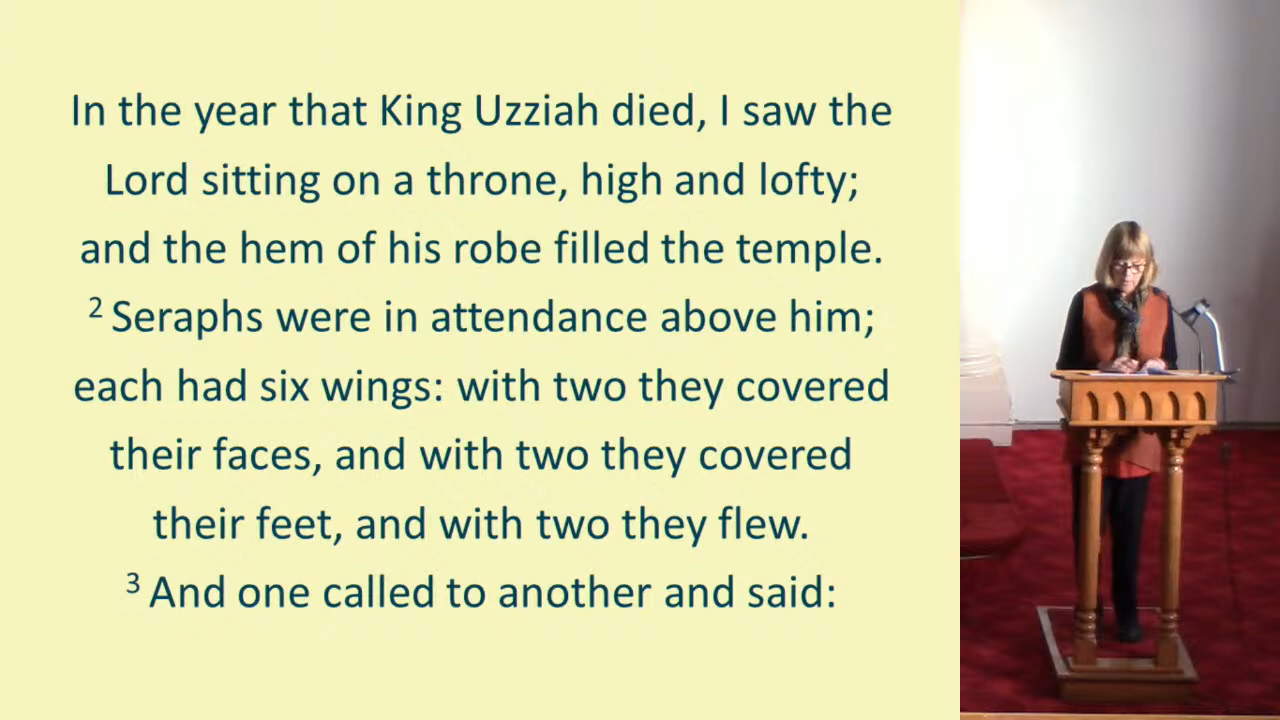 In the year that King Uzziah died, I saw the
Lord sitting on a throne, high and lofty;
and the hem of his robe filled the temple.
² Seraphs were in attendance above him;
each had six wings: with two they covered
their faces, and with two they covered
their feet, and with two they flew.
³ And one called to another and said: